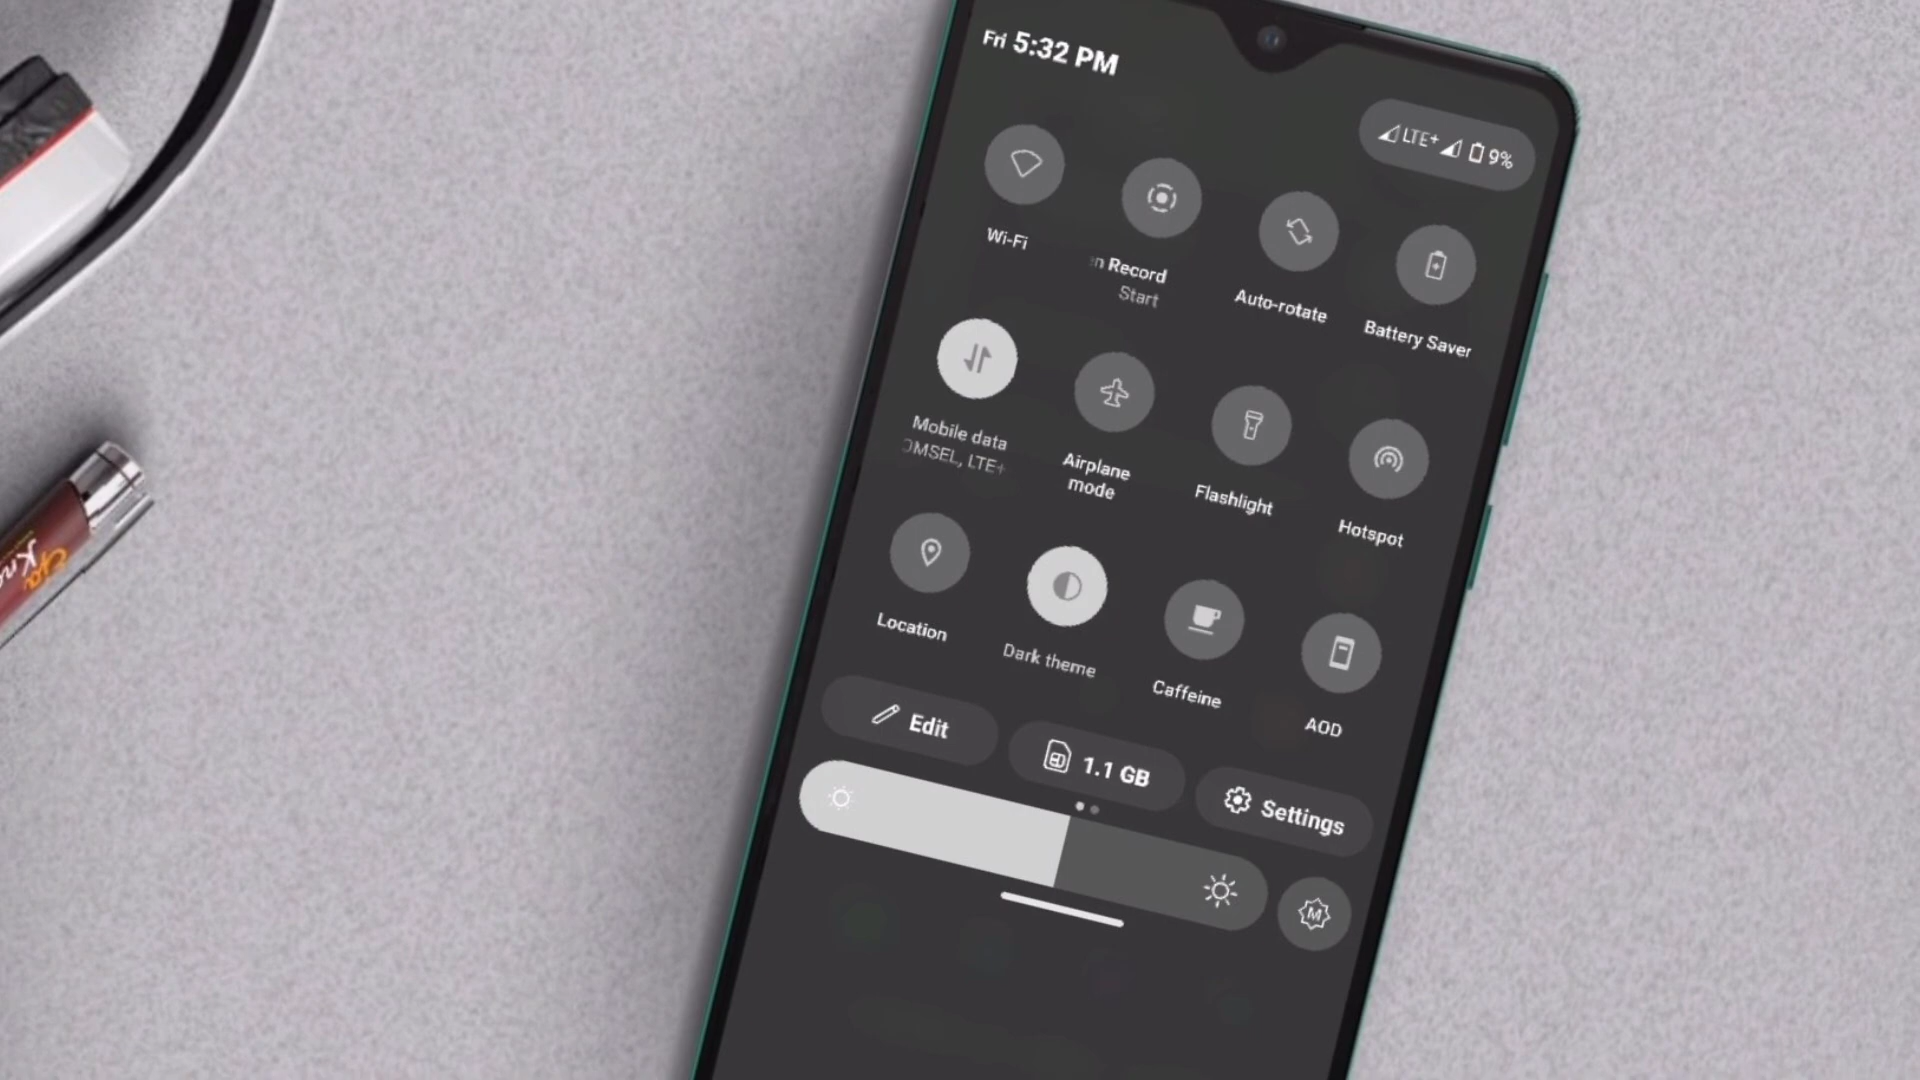 Fri 5:32 PM
LTE+ 9%
Wi-Fi
n Record
Start
Auto-rotate
Battery Saver
Mobile data
OMSEL, LTE+
Airplane
mode
Flashlight
Hotspot
Location
Dark theme
Caffeine
AOD
Edit
1.1 GB
Settings
M